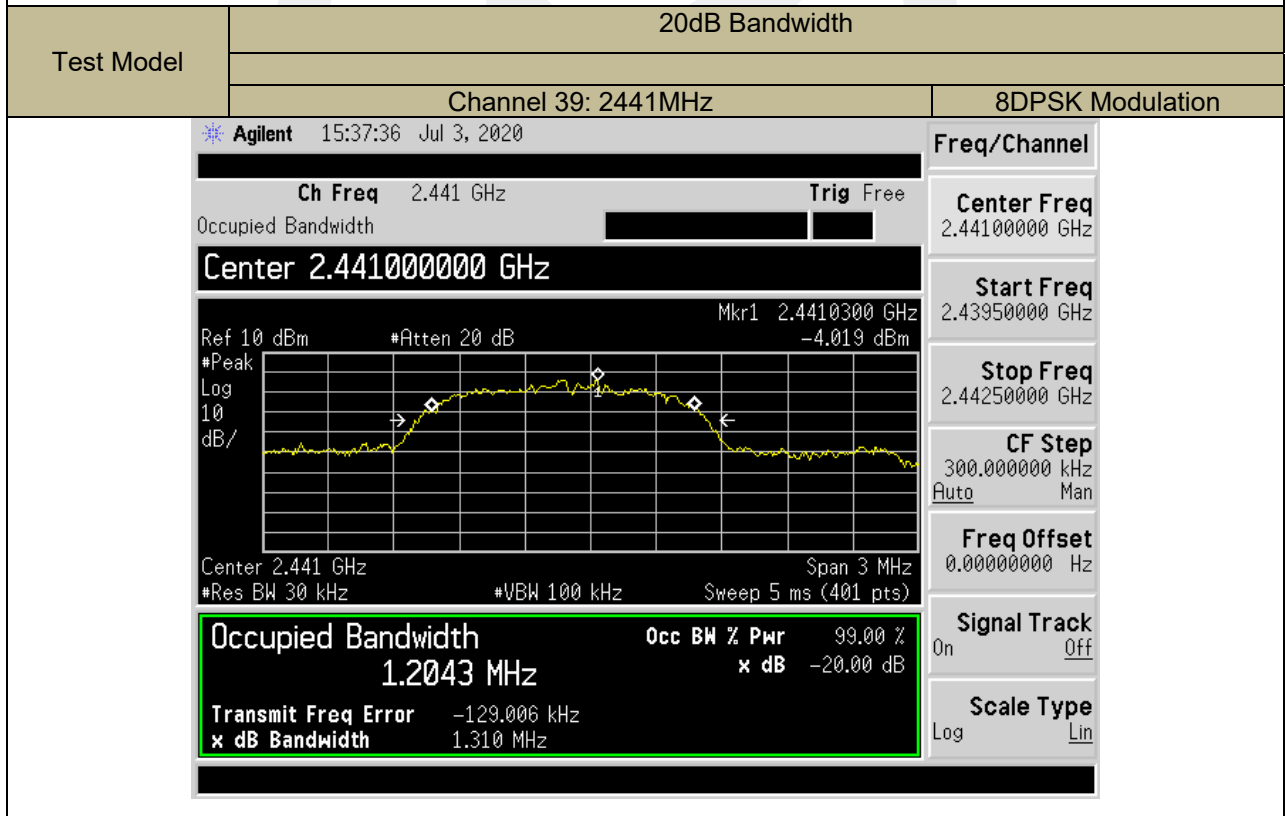 20dB Bandwidth
Test Model
Channel 39: 2441MHz 8DPSK Modulation
Agilent 15:37:36 Jul 3, 2020
Freq/Channel
Ch Freq 2.441 GHz Trig Free
Occupied Bandwidth
Center 2.441000000 GHz
Mkr1 2.4410300 GHz
Ref 10 dBm #Atten 20 dB -4.019 dBm
#Peak
Log
10
dB/
1
Center 2.441 GHz Span 3 MHz
#Res BW 30 kHz #VBW 100 kHz Sweep 5 ms (401 pts)
Occupied Bandwidth Occ BW % Pwr 99.00 %
1.2043 MHz x dB -20.00 dB
Transmit Freq Error -129.006 kHz
x dB Bandwidth 1.310 MHz
Center Freq
2.44100000 GHz
Start Freq
2.43950000 GHz
Stop Freq
2.44250000 GHz
CF Step
300.000000 kHz
Auto Man
Freq Offset
0.00000000 Hz
Signal Track
On Off
Scale Type
Log Lin